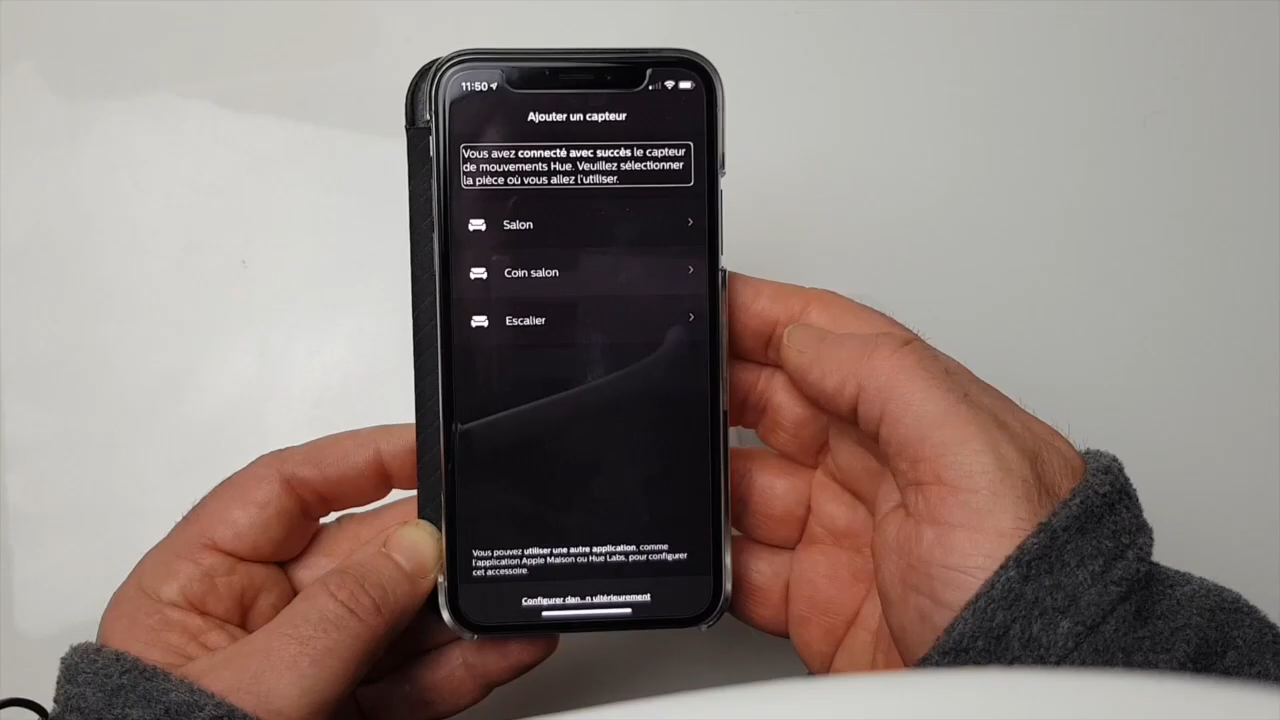 11:50
Ajouter un capteur
Vous avez connecté avec succès le capteur
de mouvements Hue. Veuillez sélectionner
la pièce où vous allez l'utiliser.
Salon
Coin salon
Escalier
Vous pouvez utiliser une autre application, comme
l'application Apple Maison ou Hue Labs, pour configurer
cet accessoire.
Configurer dan...n ultérieurement